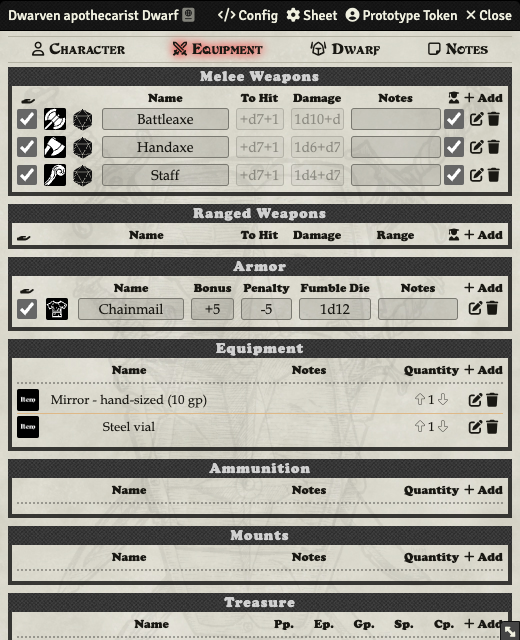 Dwarven apothecarist Dwarf Config Sheet Prototype Token Close
Character Equipment Dwarf Notes
Melee Weapons
Name To Hit Damage Notes + Add
Battleaxe +d7+1 1d10+d
Handaxe +d7+1 1d6+d7
Staff +d7+1 1d4+d7
Ranged Weapons
Name To Hit Damage Range + Add
Armor
Name Bonus Penalty Fumble Die Notes + Add
Chainmail +5 -5 1d12
Equipment
Name Notes Quantity + Add
Item Mirror - hand-sized (10 gp) 1
Item Steel vial 1
Ammunition
Name Notes Quantity + Add
Mounts
Name Notes Quantity + Add
Treasure
Name Pp. Ep. Gp. Sp. Cp. + Add